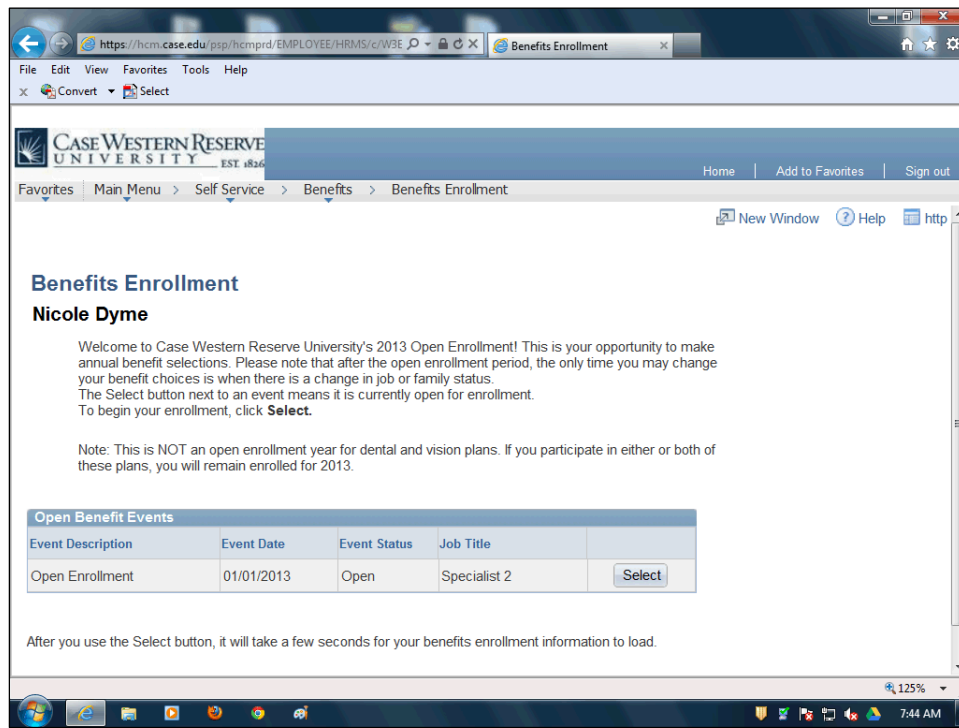 https://hcm.case.edu/psp/hcmprd/EMPLOYEE/HRMS/c/W3E
Benefits Enrollment
File Edit View Favorites Tools Help
x Convert Select
CASE WESTERN RESERVE
UNIVERSITY EST. 1826
Home | Add to Favorites | Sign out
Favorites Main Menu > Self Service > Benefits > Benefits Enrollment
New Window ? Help http
Benefits Enrollment
Nicole Dyme
Welcome to Case Western Reserve University's 2013 Open Enrollment! This is your opportunity to make
annual benefit selections. Please note that after the open enrollment period, the only time you may change
your benefit choices is when there is a change in job or family status.
The Select button next to an event means it is currently open for enrollment.
To begin your enrollment, click Select.
Note: This is NOT an open enrollment year for dental and vision plans. If you participate in either or both of
these plans, you will remain enrolled for 2013.
Open Benefit Events
Event Description Event Date Event Status Job Title
Open Enrollment 01/01/2013 Open Specialist 2 Select
After you use the Select button, it will take a few seconds for your benefits enrollment information to load.
125%
7:44 AM